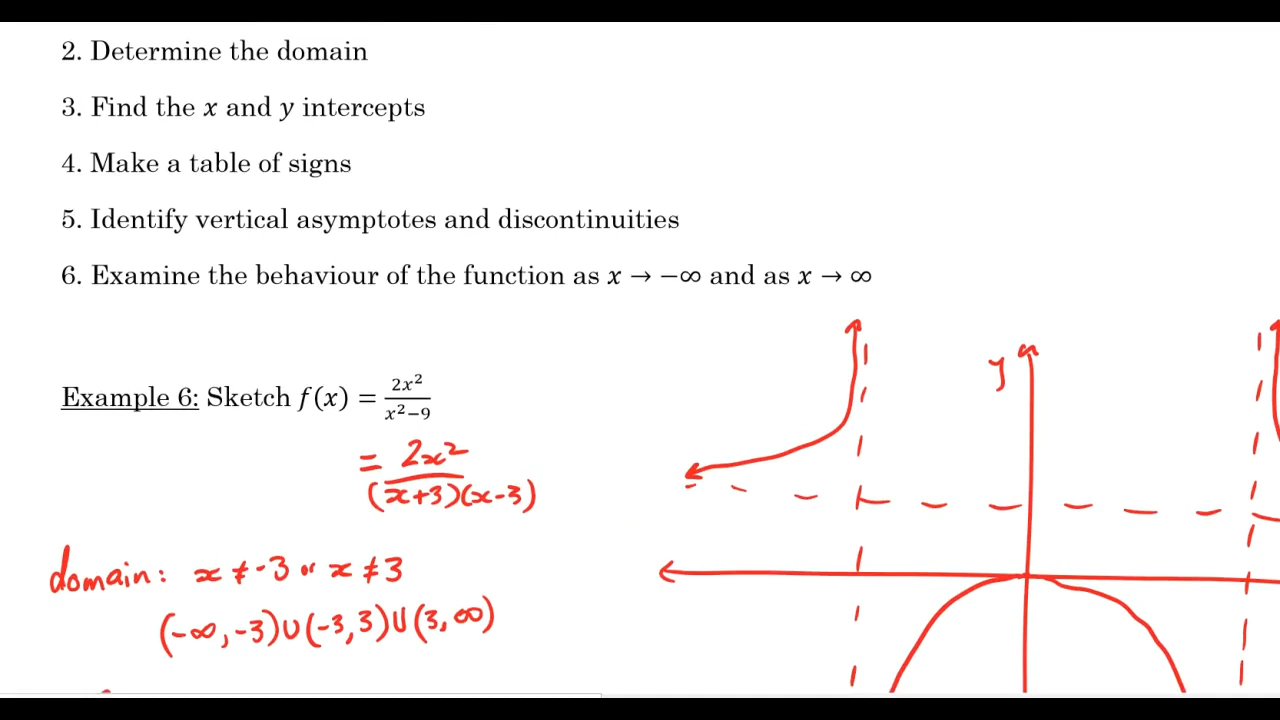 2. Determine the domain
3. Find the x and y intercepts
4. Make a table of signs
5. Identify vertical asymptotes and discontinuities
6. Examine the behaviour of the function as x → −∞ and as x → ∞
Example 6: Sketch f(x) = 2x²/x²−9
= 2x²/(x+3)(x-3)
domain: x ≠ -3 or x ≠ 3
(-∞, -3)∪(-3, 3)∪(3, ∞)
y